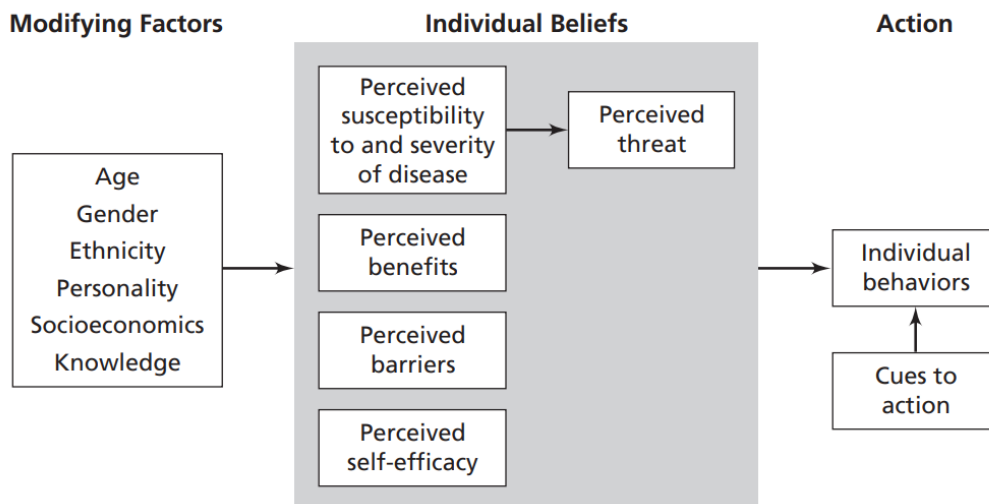 Modifying Factors
Individual Beliefs
Action
Age
Gender
Ethnicity
Personality
Socioeconomics
Knowledge
Perceived
susceptibility
to and severity
of disease
Perceived
threat
Perceived
benefits
Perceived
barriers
Perceived
self-efficacy
Individual
behaviors
Cues to
action